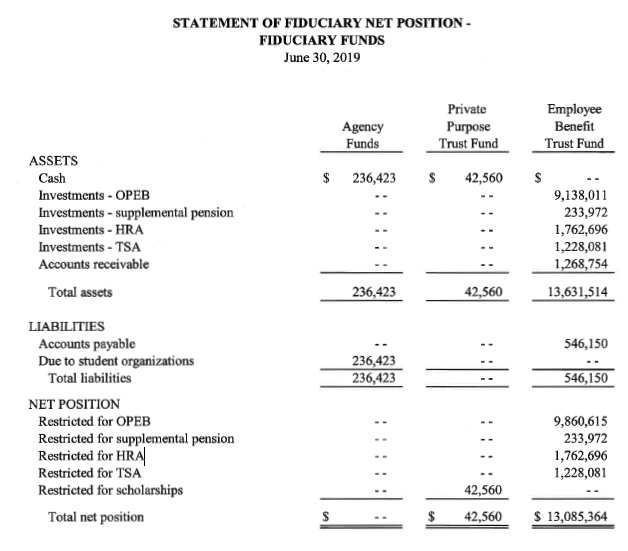 STATEMENT OF FIDUCIARY NET POSITION -
FIDUCIARY FUNDS
June 30, 2019
Agency Funds Private Purpose Trust Fund Employee Benefit Trust Fund
ASSETS
Cash $ 236,423 $ 42,560 $ --
Investments - OPEB -- -- 9,138,011
Investments - supplemental pension -- -- 233,972
Investments - HRA -- -- 1,762,696
Investments - TSA -- -- 1,228,081
Accounts receivable -- -- 1,268,754
Total assets 236,423 42,560 13,631,514
LIABILITIES
Accounts payable -- -- 546,150
Due to student organizations 236,423 -- --
Total liabilities 236,423 -- 546,150
NET POSITION
Restricted for OPEB -- -- 9,860,615
Restricted for supplemental pension -- -- 233,972
Restricted for HRA -- -- 1,762,696
Restricted for TSA -- -- 1,228,081
Restricted for scholarships -- 42,560 --
Total net position $ -- $ 42,560 $ 13,085,364